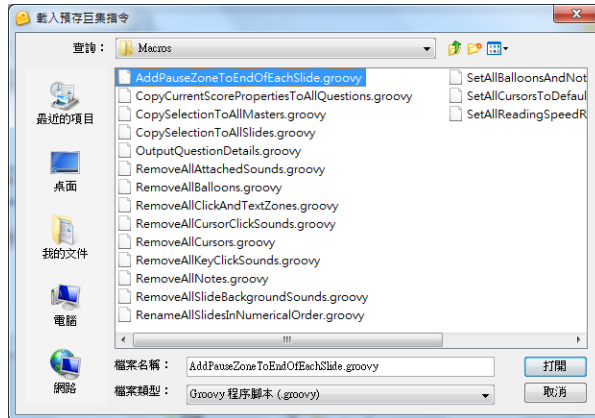 載入預存巨集指令
查詢：
Macros
最近的項目
桌面
我的文件
電腦
網路
AddPauseZoneToEndOfEachSlide.groovy
CopyCurrentScorePropertiesToAllQuestions.groovy
CopySelectionToAllMasters.groovy
CopySelectionToAllSlides.groovy
OutputQuestionDetails.groovy
RemoveAllAttachedSounds.groovy
RemoveAllBalloons.groovy
RemoveAllClickAndTextZones.groovy
RemoveAllCursorClickSounds.groovy
RemoveAllCursors.groovy
RemoveAllKeyClickSounds.groovy
RemoveAllNotes.groovy
RemoveAllSlideBackgroundSounds.groovy
RenameAllSlidesInNumericalOrder.groovy
SetAllBalloonsAndNot
SetAllCursorsToDefaul
SetAllReadingSpeedR
檔案名稱：
AddPauseZoneToEndOfEachSlide.groovy
打開
檔案類型：
Groovy 程序腳本 (.groovy)
取消